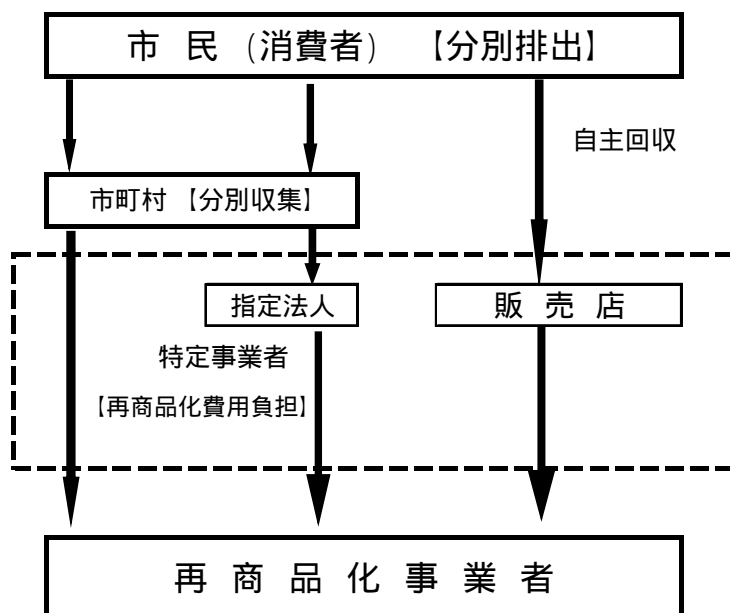 市 民 (消費者) 【分別排出】
自主回収
市町村 【分別収集】
指定法人
販 売 店
特定事業者
【再商品化費用負担】
再 商 品 化 事 業 者